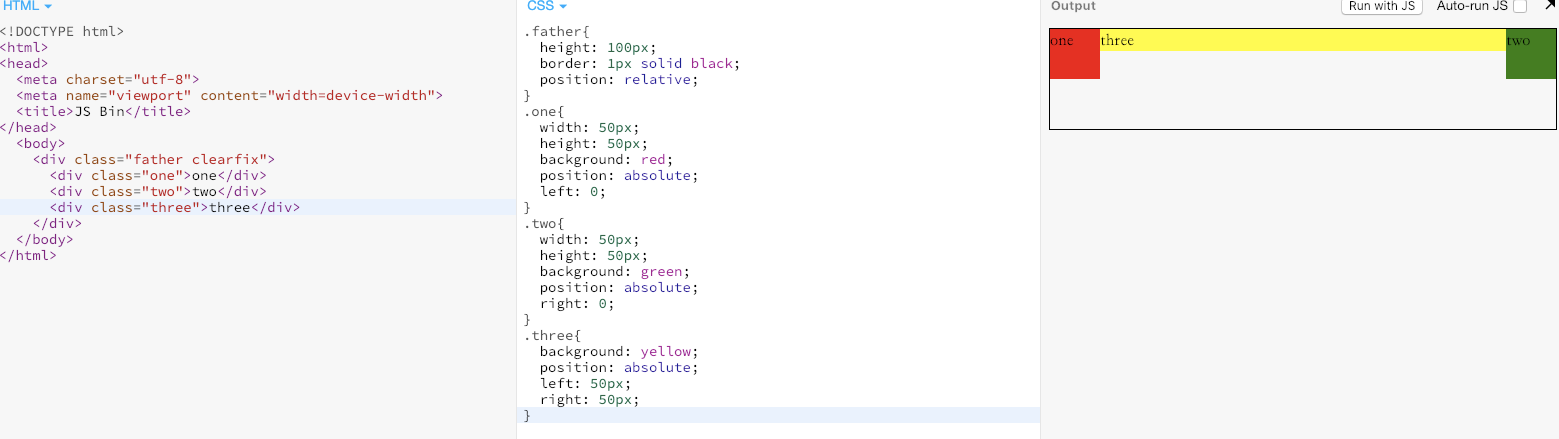 HTML
<!DOCTYPE html>
<html>
<head>
  <meta charset="utf-8">
  <meta name="viewport" content="width=device-width">
  <title>JS Bin</title>
</head>
  <body>
    <div class="father clearfix">
      <div class="one">one</div>
      <div class="two">two</div>
      <div class="three">three</div>
    </div>
  </body>
</html>
CSS
.father{
  height: 100px;
  border: 1px solid black;
  position: relative;
}
.one{
  width: 50px;
  height: 50px;
  background: red;
  position: absolute;
  left: 0;
}
.two{
  width: 50px;
  height: 50px;
  background: green;
  position: absolute;
  right: 0;
}
.three{
  background: yellow;
  position: absolute;
  left: 50px;
  right: 50px;
}
Output Run with JS Auto-run JS
one three two